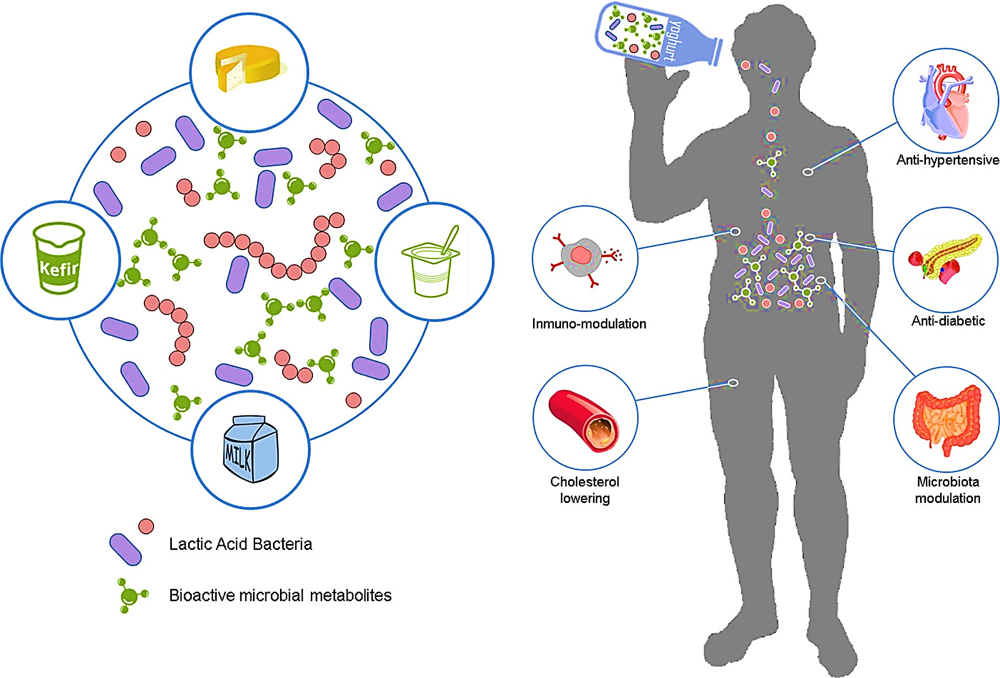 Kefir
MILK
Lactic Acid Bacteria
Bioactive microbial metabolites
yoghurt
Anti-hypertensive
Inmuno-modulation
Anti-diabetic
Cholesterol
lowering
Microbiota
modulation